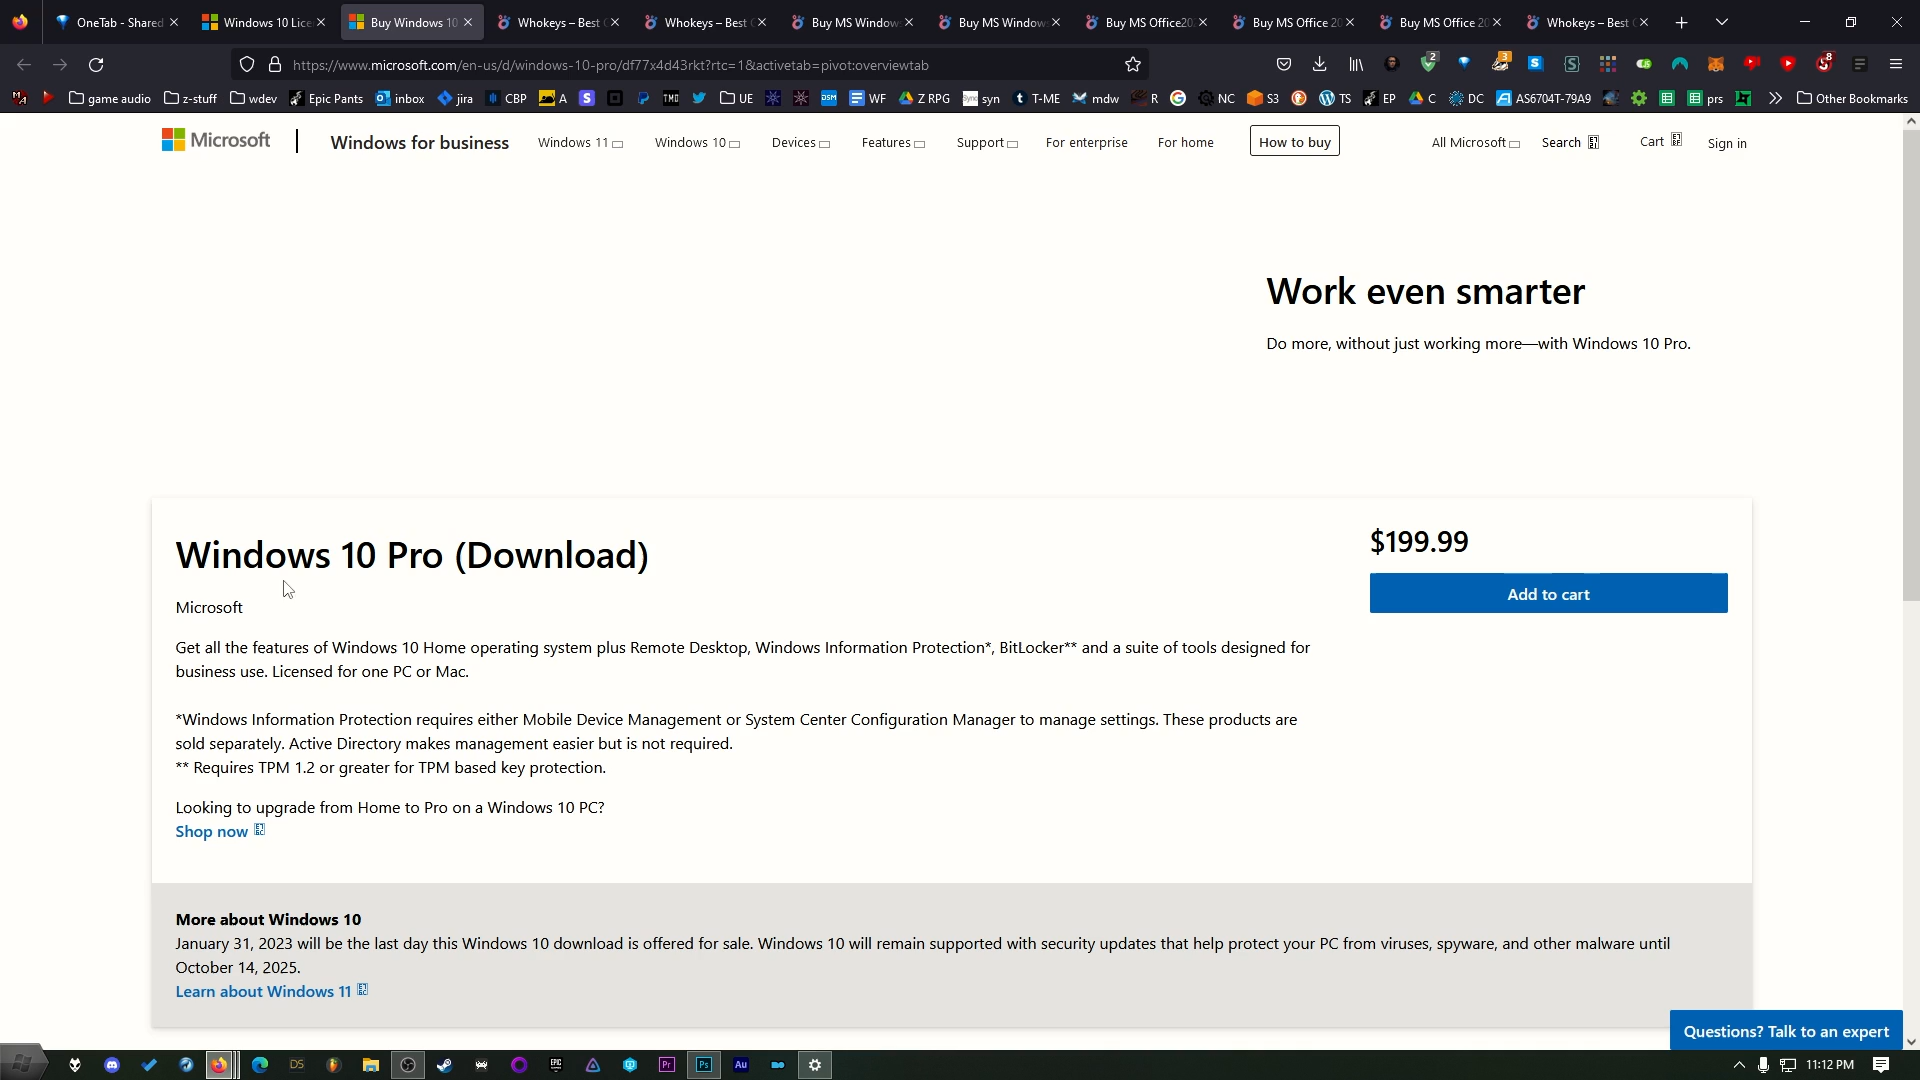 OneTab - Shared
Windows 10 Lice
Buy Windows 10
Whokeys – Best
Whokeys – Best
Buy MS Window
Buy MS Window
Buy MS Office20
Buy MS Office 20
Buy MS Office 20
Whokeys – Best
https://www.microsoft.com/en-us/d/windows-10-pro/df77x4d43rkt?rtc=1&activetab=pivot:overviewtab
game audio z-stuff wdev Epic Pants inbox jira CBP A UE WF Z RPG syn T-ME mdw R NC S3 TS EP C DC AS6704T-79A9 prs Other Bookmarks
Microsoft
Windows for business Windows 11 Windows 10 Devices Features Support For enterprise For home How to buy All Microsoft Search Cart Sign in
Work even smarter
Do more, without just working more—with Windows 10 Pro.
Windows 10 Pro (Download)
$199.99
Add to cart
Microsoft
Get all the features of Windows 10 Home operating system plus Remote Desktop, Windows Information Protection*, BitLocker** and a suite of tools designed for
business use. Licensed for one PC or Mac.
*Windows Information Protection requires either Mobile Device Management or System Center Configuration Manager to manage settings. These products are
sold separately. Active Directory makes management easier but is not required.
** Requires TPM 1.2 or greater for TPM based key protection.
Looking to upgrade from Home to Pro on a Windows 10 PC?
Shop now
More about Windows 10
January 31, 2023 will be the last day this Windows 10 download is offered for sale. Windows 10 will remain supported with security updates that help protect your PC from viruses, spyware, and other malware until
October 14, 2025.
Learn about Windows 11
Questions? Talk to an expert
11:12 PM